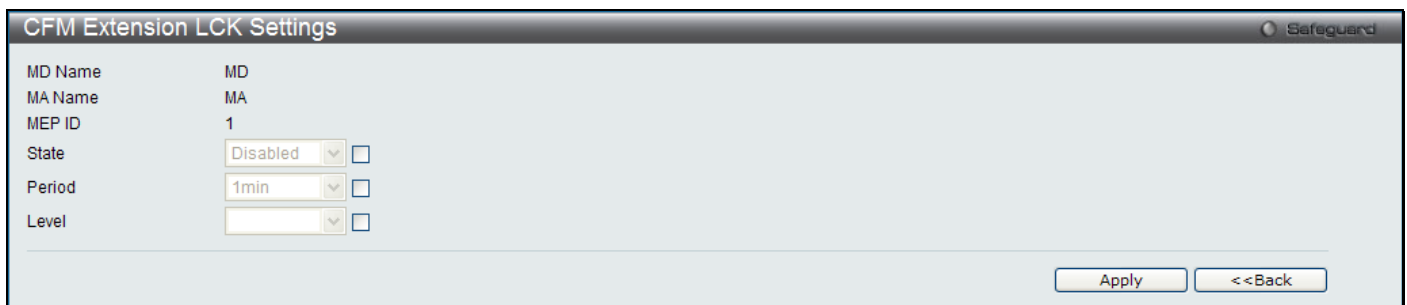 CFM Extension LCK Settings
Safeguard
MD Name MD
MA Name MA
MEP ID 1
State Disabled
Period 1min
Level
Apply <<Back